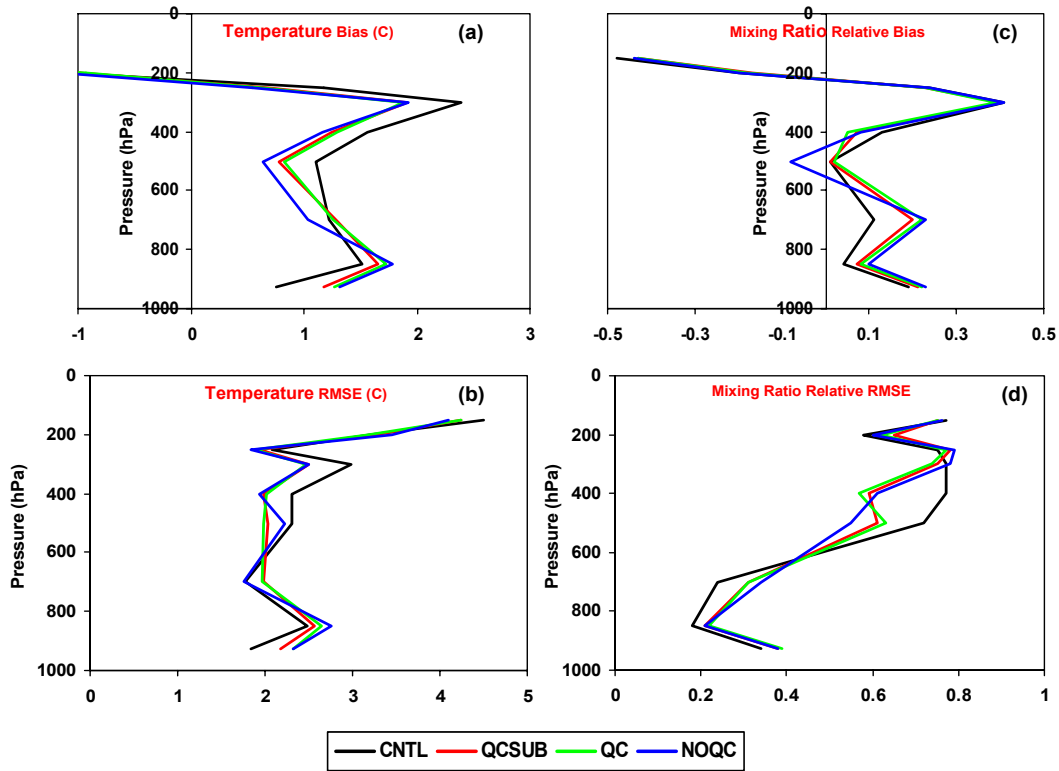 Temperature Bias (C) (a)
0
200
400
600
800
1000
Pressure (hPa)
-1 0 1 2 3
Mixing Ratio Relative Bias (c)
0
200
400
600
800
1000
Pressure (hPa)
-0.5 -0.3 -0.1 0.1 0.3 0.5
Temperature RMSE (C) (b)
0
200
400
600
800
1000
Pressure (hPa)
0 1 2 3 4 5
Mixing Ratio Relative RMSE (d)
0
200
400
600
800
1000
Pressure (hPa)
0 0.2 0.4 0.6 0.8 1
CNTL QCSUB QC NOQC